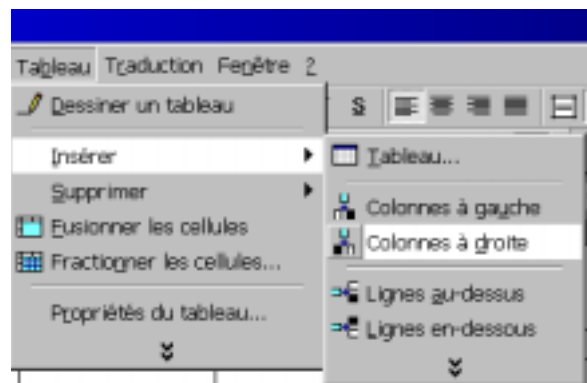 Tableau Traduction Fenêtre ?
Dessiner un tableau
S
Insérer
Supprimer
Fusionner les cellules
Fractionner les cellules...
Propriétés du tableau...
Tableau...
Colonnes à gauche
Colonnes à droite
Lignes au-dessus
Lignes en-dessous